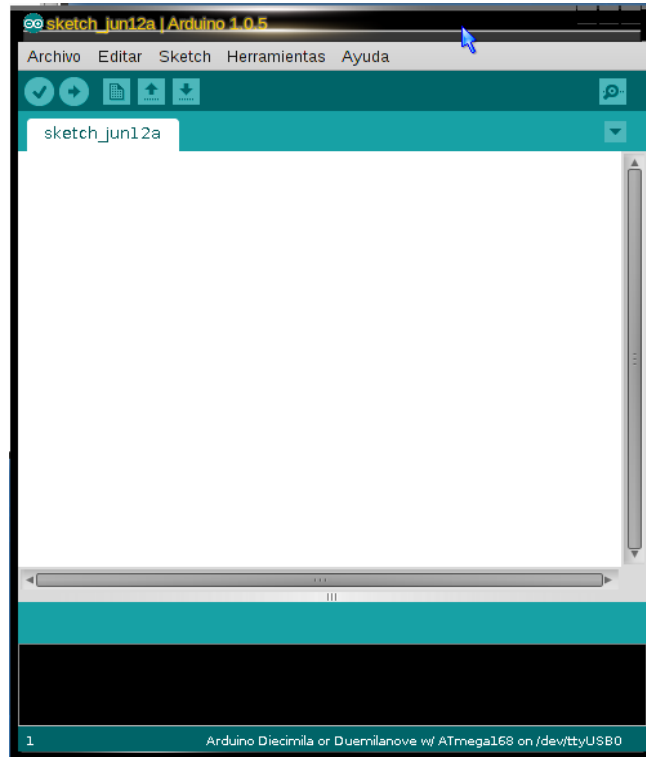 sketch_jun12a | Arduino 1.0.5
Archivo Editar Sketch Herramientas Ayuda
sketch_jun12a
1 Arduino Diecimila or Duemilanove w/ ATmega168 on /dev/ttyUSB0